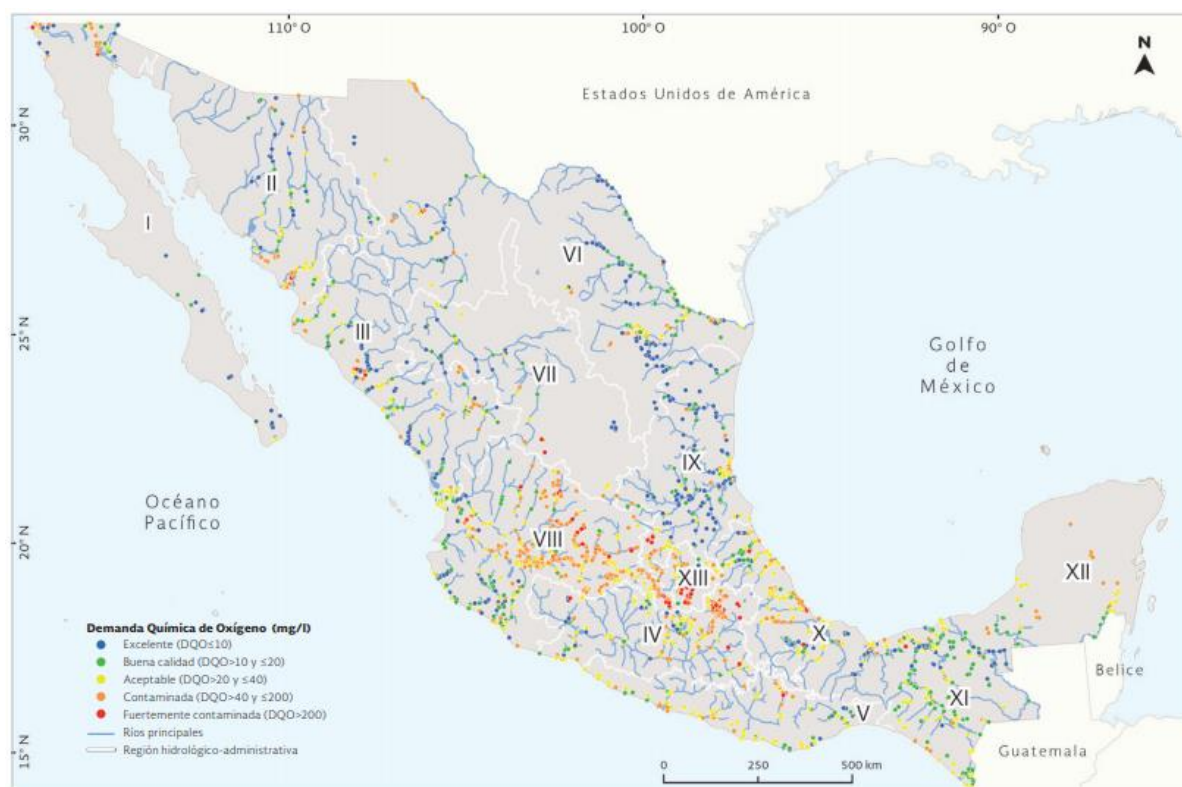 110° O
100° O
90° O
N
Estados Unidos de América
30° N
II
I
VI
25° N
III
Golfo
de
México
VII
IX
Océano
Pacífico
20° N
VIII
XII
XIII
Demanda Química de Oxígeno (mg/l)
Excelente (DQO≤10)
Buena calidad (DQO>10 y ≤20)
Aceptable (DQO>20 y ≤40)
Contaminada (DQO>40 y ≤200)
Fuertemente contaminada (DQO>200)
Ríos principales
Región hidrológico-administrativa
IV
X
Belice
XI
V
15° N
Guatemala
0 250 500 km